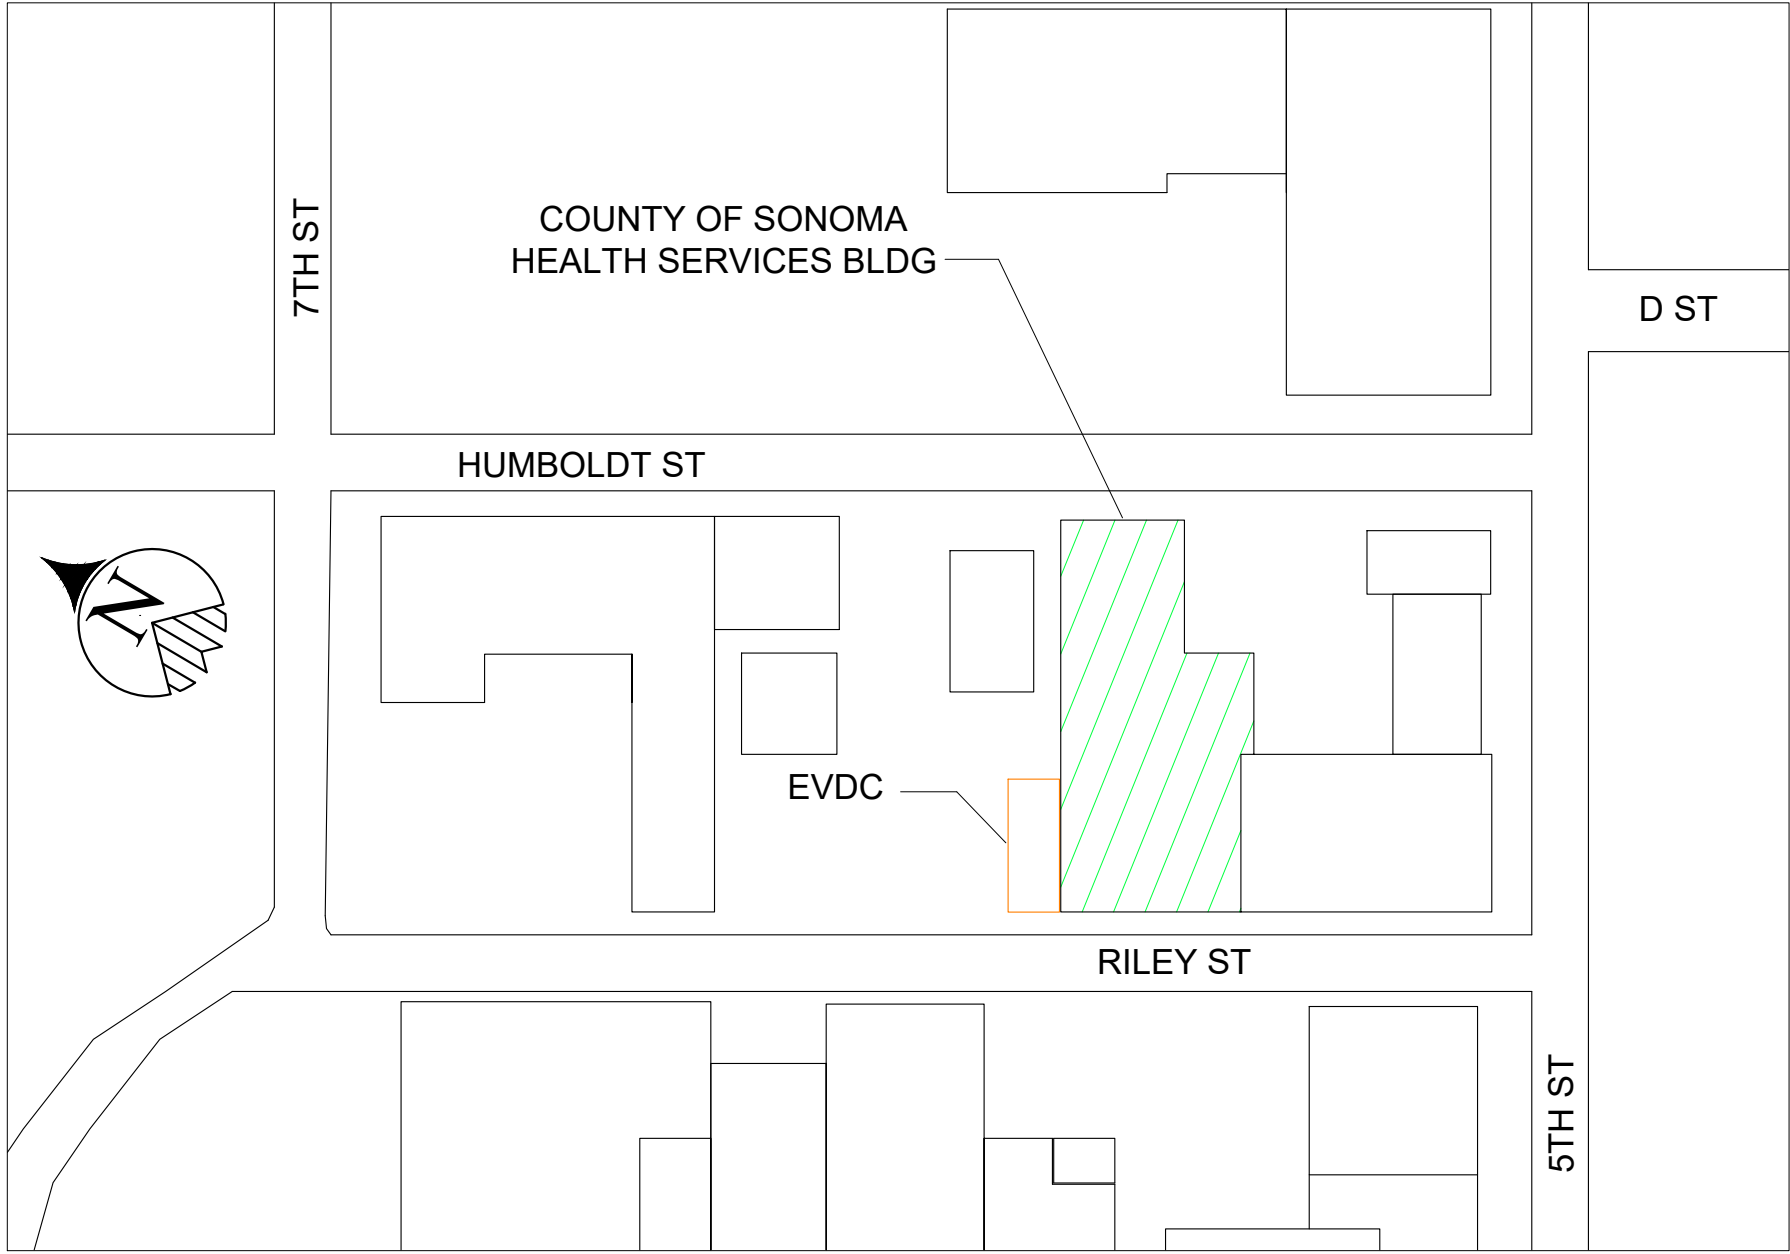 COUNTY OF SONOMA
HEALTH SERVICES BLDG
7TH ST
D ST
HUMBOLDT ST
N
EVDC
RILEY ST
5TH ST